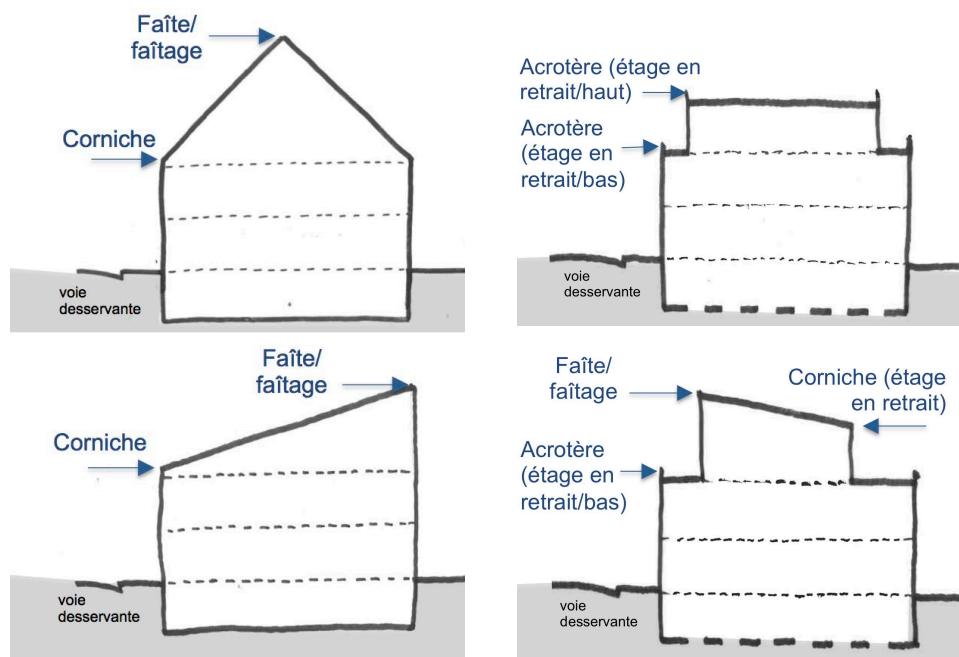 Faîte/
faîtage
Corniche
voie
desservante
Acrotère (étage en
retrait/haut)
Acrotère
(étage en
retrait/bas)
voie
desservante
Faîte/
faîtage
Corniche
voie
desservante
Faîte/
faîtage
Corniche (étage
en retrait)
Acrotère
(étage en
retrait/bas)
voie
desservante